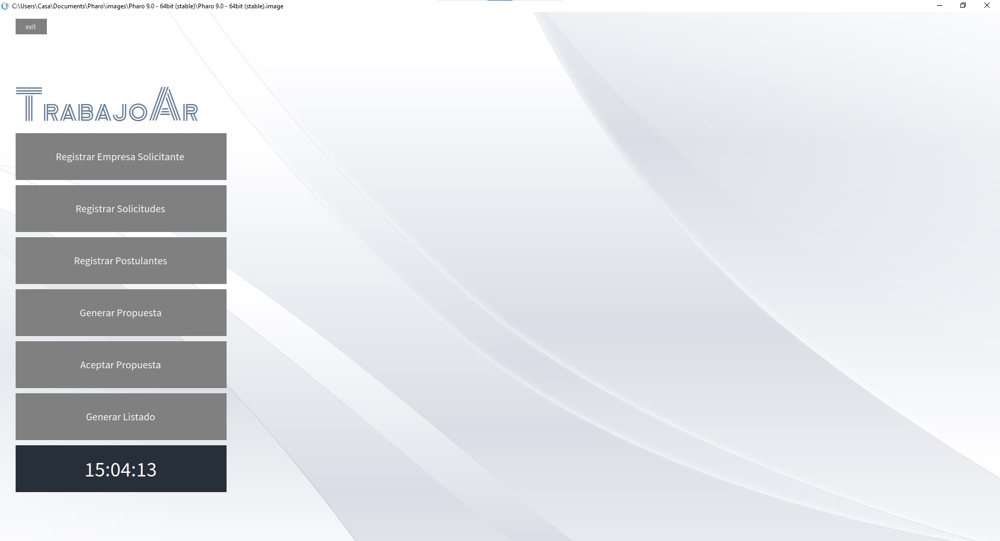 C:\Users\Casa\Documents\Pharo\images\Pharo 9.0 - 64bit (stable)\Pharo 9.0 - 64bit (stable).image
exit
TRABAJOAR
Registrar Empresa Solicitante
Registrar Solicitudes
Registrar Postulantes
Generar Propuesta
Aceptar Propuesta
Generar Listado
15:04:13